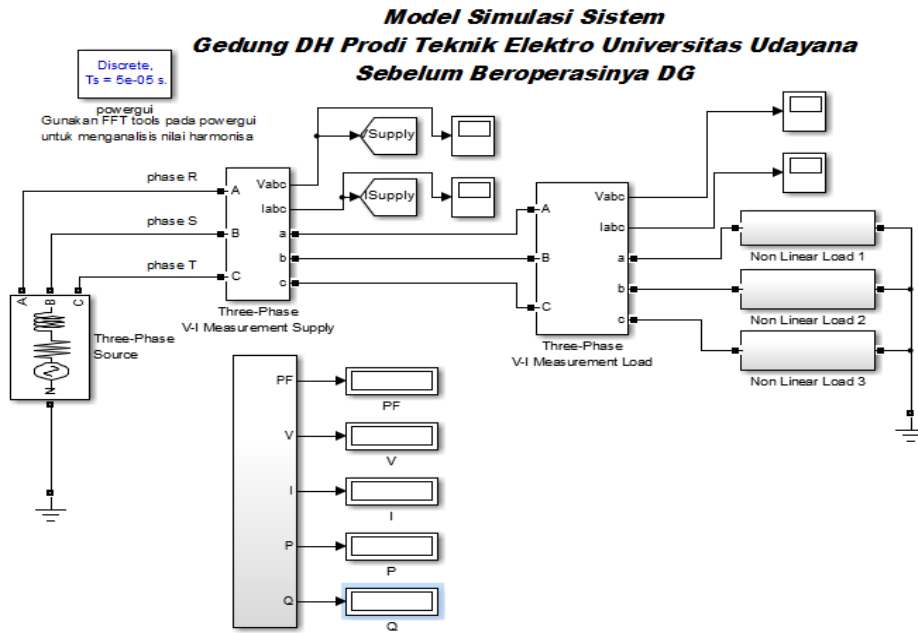 Model Simulasi Sistem
Gedung DH Prodi Teknik Elektro Universitas Udayana
Sebelum Beroperasinya DG
Discrete,
Ts = 5e-05 s.
powergui
Gunakan FFT tools pada powergui
untuk menganalisis nilai harmonisa
phase R
phase S
phase T
A
B
C
Vabc
Iabc
a
b
c
Three-Phase
V-I Measurement Supply
VSupply
ISupply
A
B
C
Vabc
Iabc
a
b
c
Three-Phase
V-I Measurement Load
Non Linear Load 1
Non Linear Load 2
Non Linear Load 3
A
B
C
N
Three-Phase
Source
PF
V
I
P
Q
PF
V
I
P
Q